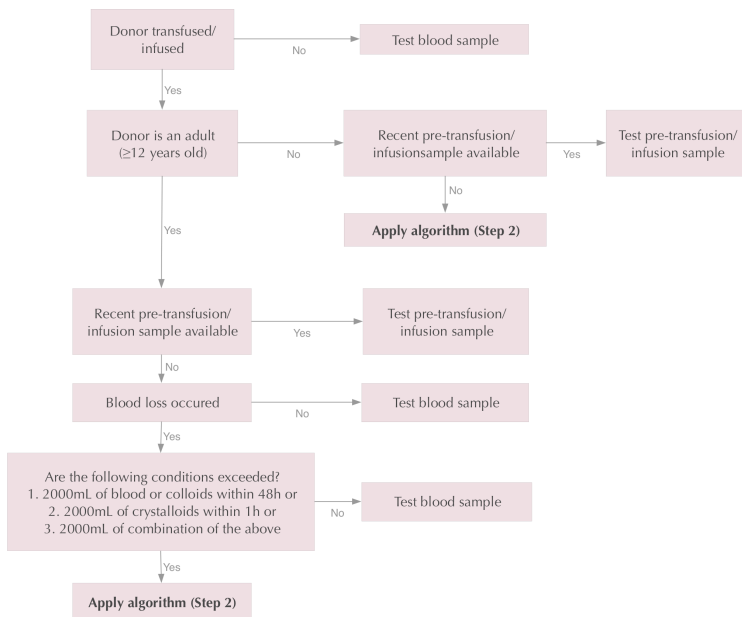 Donor transfused/
infused
No
Test blood sample
Yes
Donor is an adult
(≥12 years old)
No
Recent pre-transfusion/
infusionsample available
Yes
Test pre-transfusion/
infusion sample
No
Apply algorithm (Step 2)
Yes
Recent pre-transfusion/
infusion sample available
Yes
Test pre-transfusion/
infusion sample
No
Blood loss occured
No
Test blood sample
Yes
Are the following conditions exceeded?
1. 2000mL of blood or colloids within 48h or
2. 2000mL of crystalloids within 1h or
3. 2000mL of combination of the above
No
Test blood sample
Yes
Apply algorithm (Step 2)